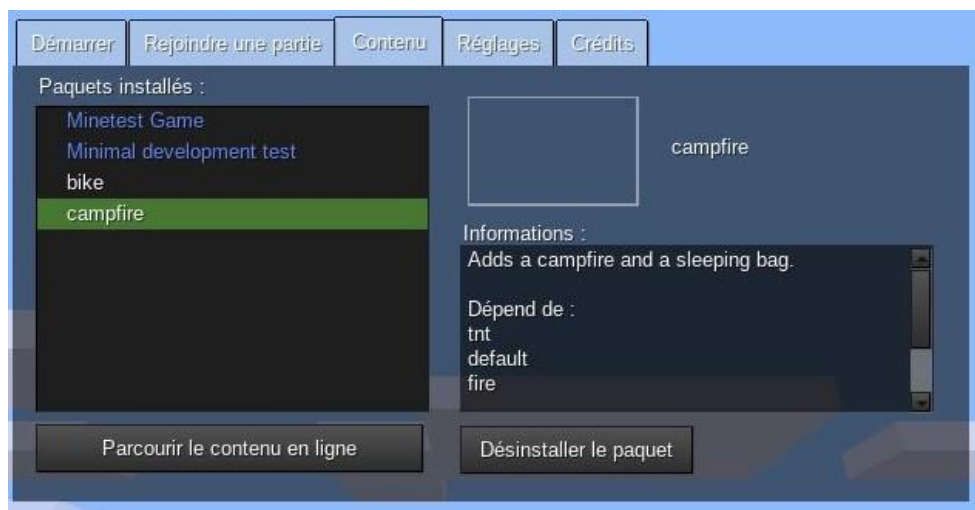 Démarrer
Rejoindre une partie
Contenu
Réglages
Crédits
Paquets installés :
Minetest Game
Minimal development test
bike
campfire
campfire
Informations :
Adds a campfire and a sleeping bag.
Dépend de :
tnt
default
fire
Parcourir le contenu en ligne
Désinstaller le paquet